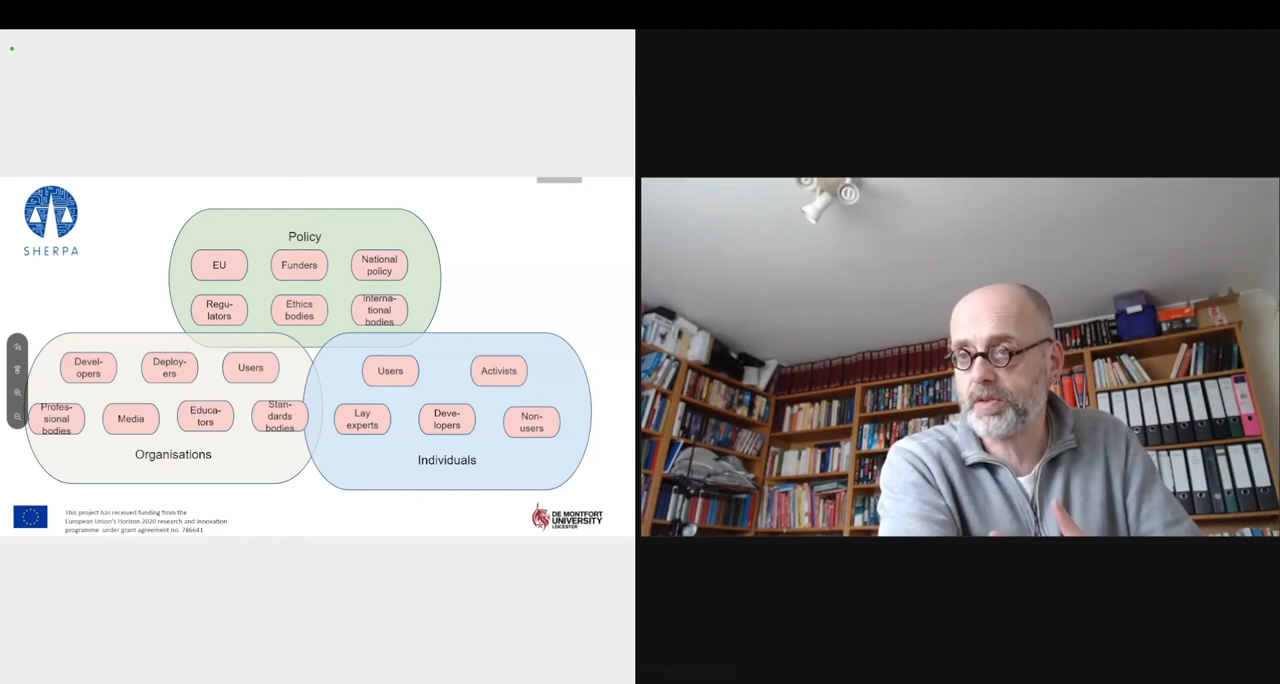 SHERPA
Policy
EU
Funders
National
policy
Regu-
lators
Ethics
bodies
Interna-
tional
bodies
Devel-
opers
Deploy-
ers
Users
Profes-
sional
bodies
Media
Educa-
tors
Stan-
dards
bodies
Organisations
Users
Activists
Lay
experts
Deve-
lopers
Non-
users
Individuals
This project has received funding from the
European Union's Horizon 2020 research and innovation
programme under grant agreement no. 786641
DE MONTFORT
UNIVERSITY
LEICESTER